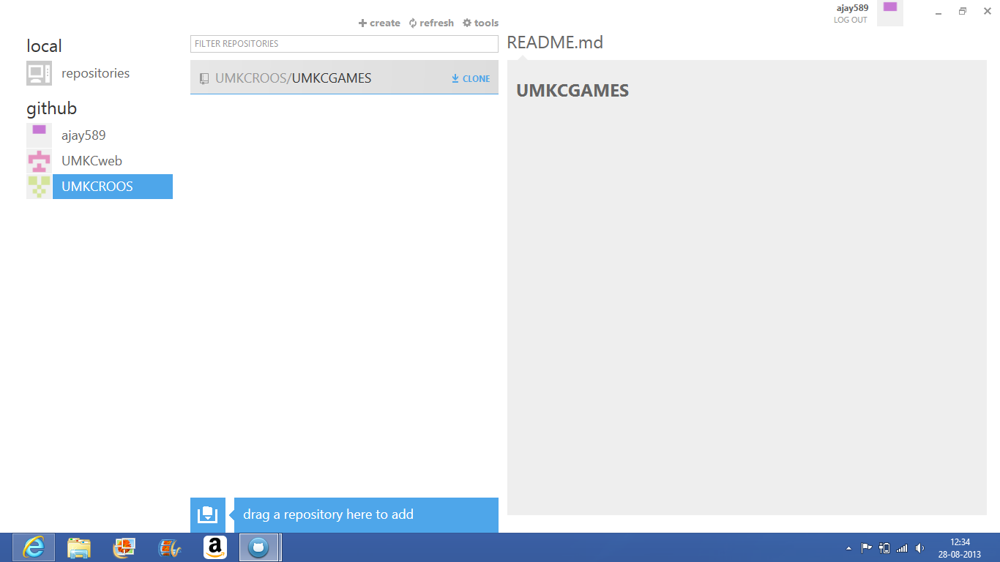 ajay589
LOG OUT
create refresh tools
local
repositories
github
ajay589
UMKCweb
UMKCROOS
FILTER REPOSITORIES
UMKCROOS/UMKCGAMES CLONE
README.md
UMKCGAMES
drag a repository here to add
12:34
28-08-2013